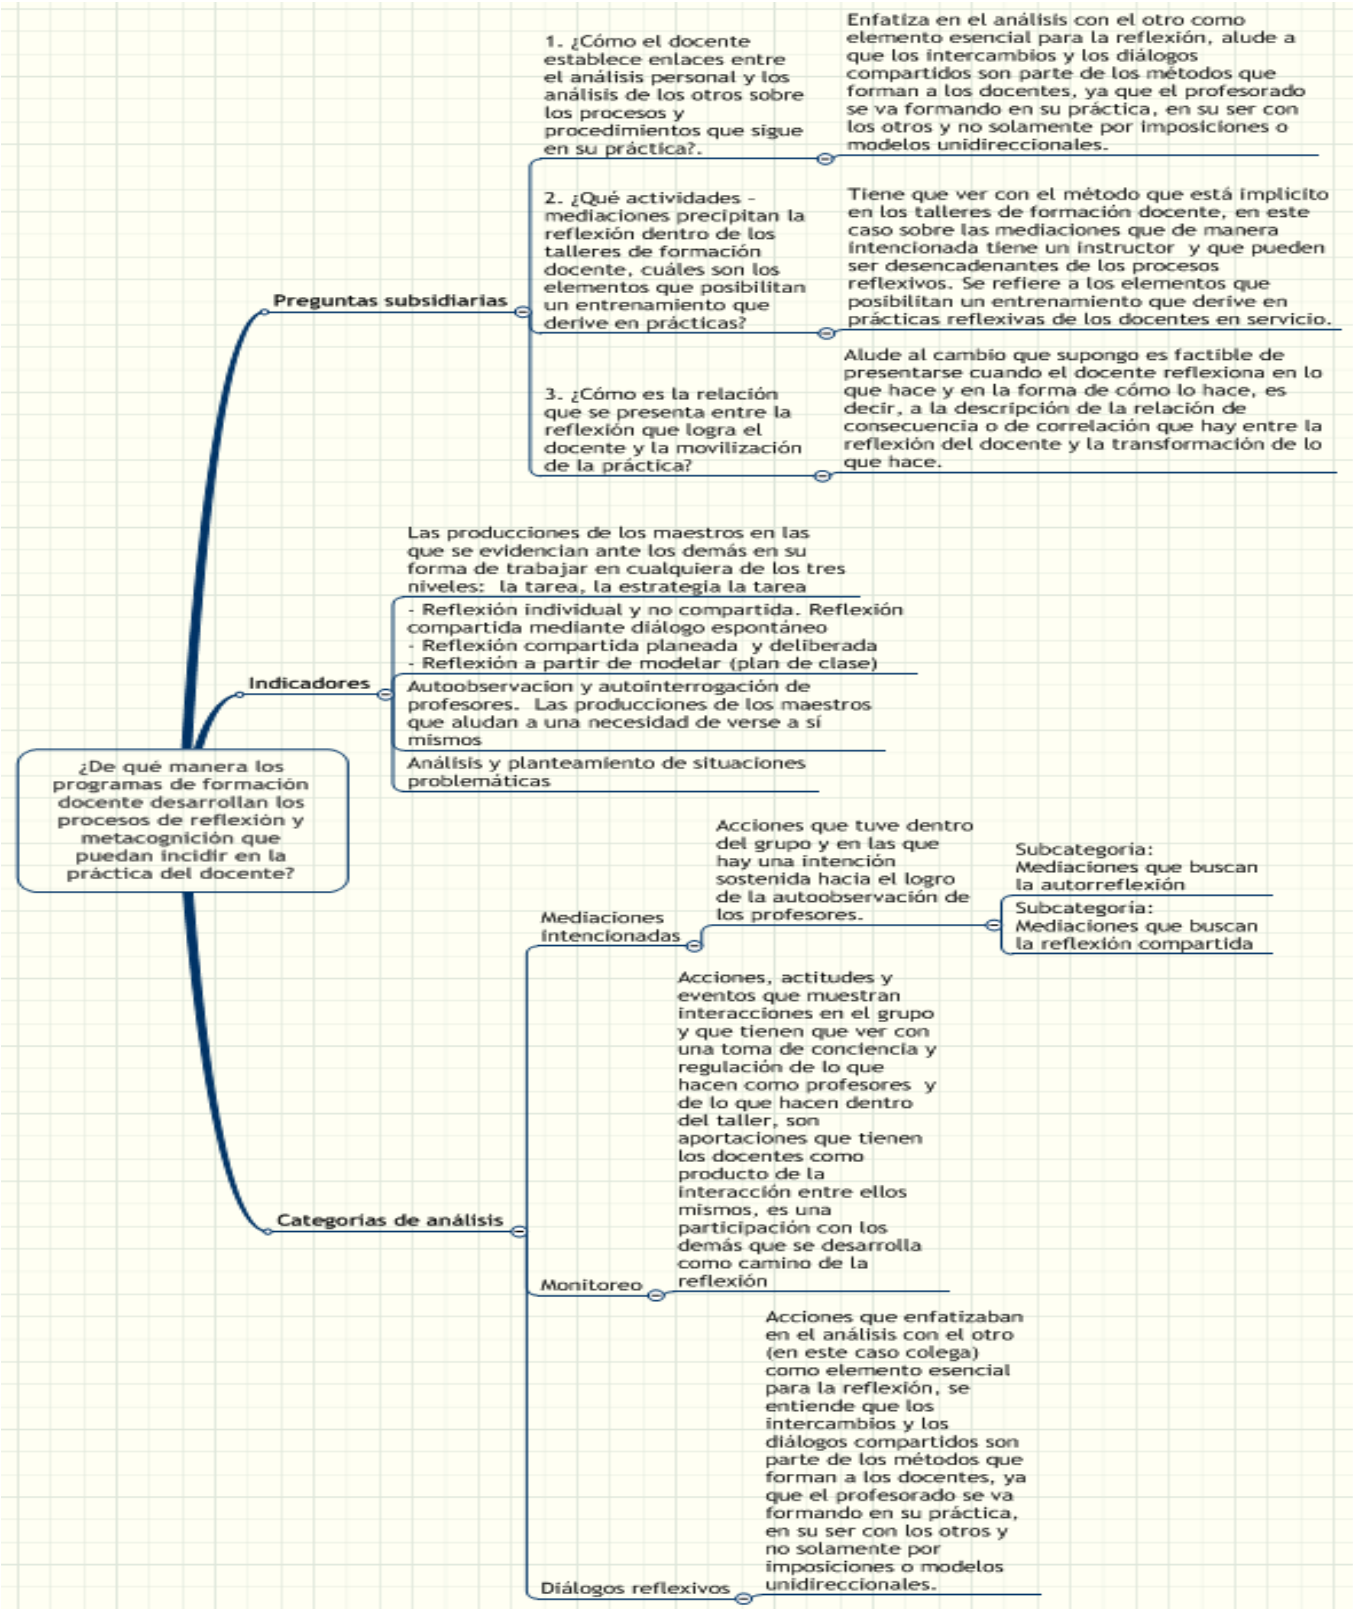 1. ¿Cómo el docente
establece enlaces entre
el análisis personal y los
análisis de los otros sobre
los procesos y
procedimientos que sigue
en su práctica?.
Enfatiza en el análisis con el otro como
elemento esencial para la reflexión, alude a
que los intercambios y los diálogos
compartidos son parte de los métodos que
forman a los docentes, ya que el profesorado
se va formando en su práctica, en su ser con
los otros y no solamente por imposiciones o
modelos unidireccionales.
Preguntas subsidiarias
2. ¿Qué actividades -
mediaciones precipitan la
reflexión dentro de los
talleres de formación
docente, cuáles son los
elementos que posibilitan
un entrenamiento que
derive en prácticas?
Tiene que ver con el método que está implícito
en los talleres de formación docente, en este
caso sobre las mediaciones que de manera
intencionada tiene un instructor y que pueden
ser desencadenantes de los procesos
reflexivos. Se refiere a los elementos que
posibilitan un entrenamiento que derive en
prácticas reflexivas de los docentes en servicio.
3. ¿Cómo es la relación
que se presenta entre la
reflexión que logra el
docente y la movilización
de la práctica?
Alude al cambio que supongo es factible de
presentarse cuando el docente reflexiona en lo
que hace y en la forma de cómo lo hace, es
decir, a la descripción de la relación de
consecuencia o de correlación que hay entre la
reflexión del docente y la transformación de lo
que hace.
Indicadores
Las producciones de los maestros en las
que se evidencian ante los demás en su
forma de trabajar en cualquiera de los tres
niveles: la tarea, la estrategia la tarea
- Reflexión individual y no compartida. Reflexión
compartida mediante diálogo espontáneo
- Reflexión compartida planeada y deliberada
- Reflexión a partir de modelar (plan de clase)
Autoobservacion y autointerrogación de
profesores. Las producciones de los maestros
que aludan a una necesidad de verse a sí
mismos
Análisis y planteamiento de situaciones
problemáticas
¿De qué manera los
programas de formación
docente desarrollan los
procesos de reflexión y
metacognición que
puedan incidir en la
práctica del docente?
Categorias de análisis
Mediaciones
intencionadas
Acciones que tuve dentro
del grupo y en las que
hay una intención
sostenida hacia el logro
de la autoobservación de
los profesores.
Subcategoría:
Mediaciones que buscan
la autorreflexión
Subcategoría:
Mediaciones que buscan
la reflexión compartida
Monitoreo
Acciones, actitudes y
eventos que muestran
interacciones en el grupo
y que tienen que ver con
una toma de conciencia y
regulación de lo que
hacen como profesores y
de lo que hacen dentro
del taller, son
aportaciones que tienen
los docentes como
producto de la
interacción entre ellos
mismos, es una
participación con los
demás que se desarrolla
como camino de la
reflexión
Diálogos reflexivos
Acciones que enfatizaban
en el análisis con el otro
(en este caso colega)
como elemento esencial
para la reflexión, se
entiende que los
intercambios y los
diálogos compartidos son
parte de los métodos que
forman a los docentes, ya
que el profesorado se va
formando en su práctica,
en su ser con los otros y
no solamente por
imposiciones o modelos
unidireccionales.